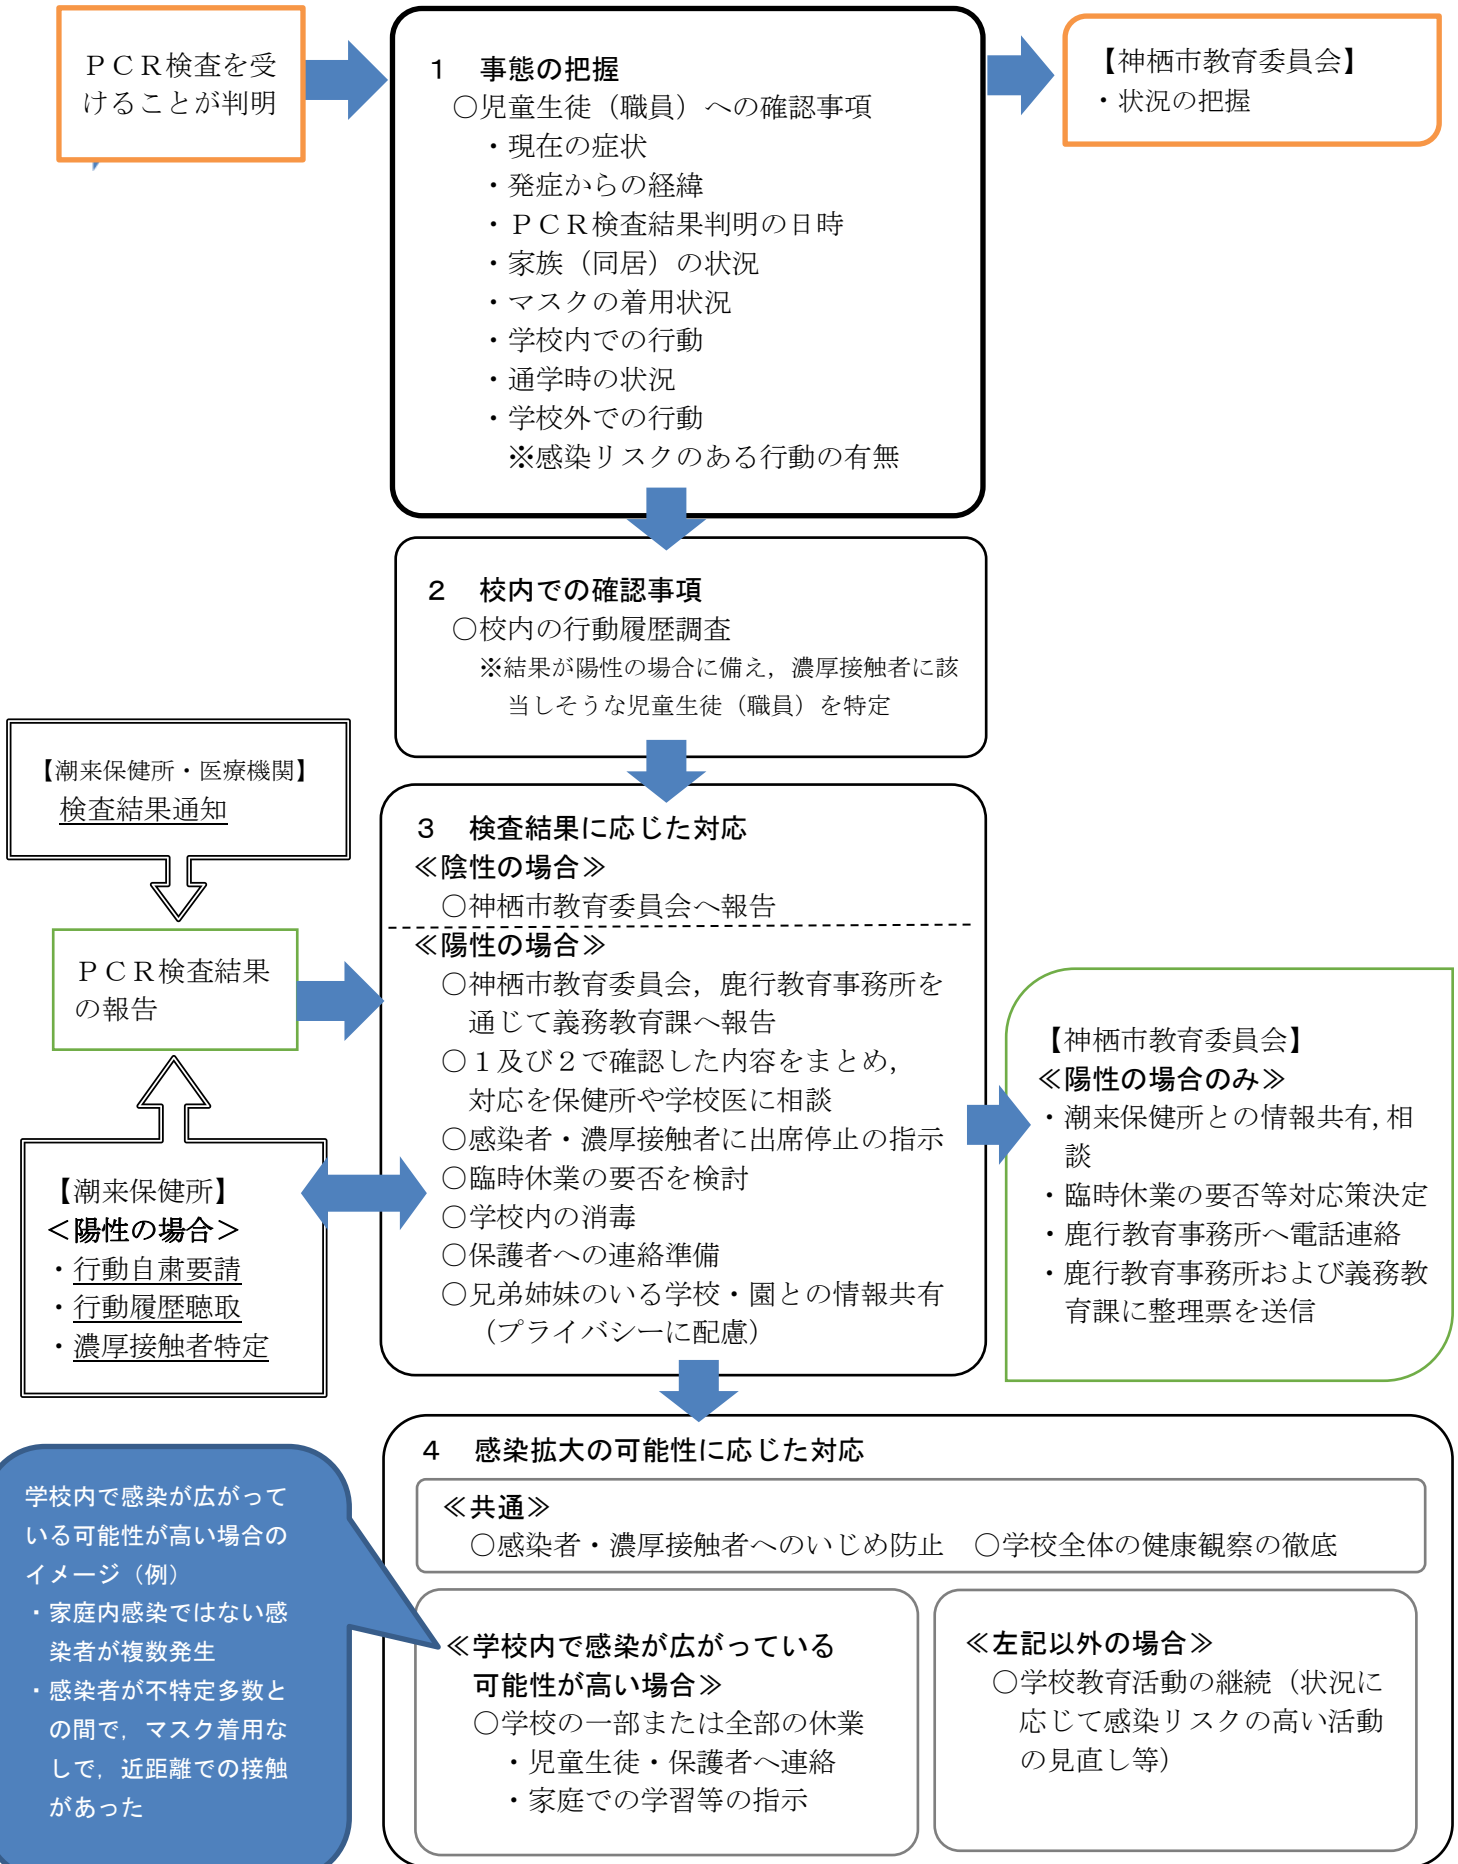 ＰＣＲ検査を受
けることが判明
１　事態の把握
○児童生徒（職員）への確認事項
・現在の症状
・発症からの経緯
・ＰＣＲ検査結果判明の日時
・家族（同居）の状況
・マスクの着用状況
・学校内での行動
・通学時の状況
・学校外での行動
※感染リスクのある行動の有無
【神栖市教育委員会】
・状況の把握
２　校内での確認事項
○校内の行動履歴調査
※結果が陽性の場合に備え，濃厚接触者に該
当しそうな児童生徒（職員）を特定
【潮来保健所・医療機関】
検査結果通知
ＰＣＲ検査結果
の報告
【潮来保健所】
＜陽性の場合＞
・行動自粛要請
・行動履歴聴取
・濃厚接触者特定
３　検査結果に応じた対応
≪陰性の場合≫
○神栖市教育委員会へ報告
≪陽性の場合≫
○神栖市教育委員会，鹿行教育事務所を
通じて義務教育課へ報告
○１及び２で確認した内容をまとめ，
対応を保健所や学校医に相談
○感染者・濃厚接触者に出席停止の指示
○臨時休業の要否を検討
○学校内の消毒
○保護者への連絡準備
○兄弟姉妹のいる学校・園との情報共有
（プライバシーに配慮）
【神栖市教育委員会】
≪陽性の場合のみ≫
・潮来保健所との情報共有，相
談
・臨時休業の要否等対応策決定
・鹿行教育事務所へ電話連絡
・鹿行教育事務所および義務教
育課に整理票を送信
４　感染拡大の可能性に応じた対応
≪共通≫
○感染者・濃厚接触者へのいじめ防止　○学校全体の健康観察の徹底
学校内で感染が広がって
いる可能性が高い場合の
イメージ（例）
・家庭内感染ではない感
染者が複数発生
・感染者が不特定多数と
の間で，マスク着用な
しで，近距離での接触
があった
≪学校内で感染が広がっている
可能性が高い場合≫
○学校の一部または全部の休業
・児童生徒・保護者へ連絡
・家庭での学習等の指示
≪左記以外の場合≫
○学校教育活動の継続（状況に
応じて感染リスクの高い活動
の見直し等）